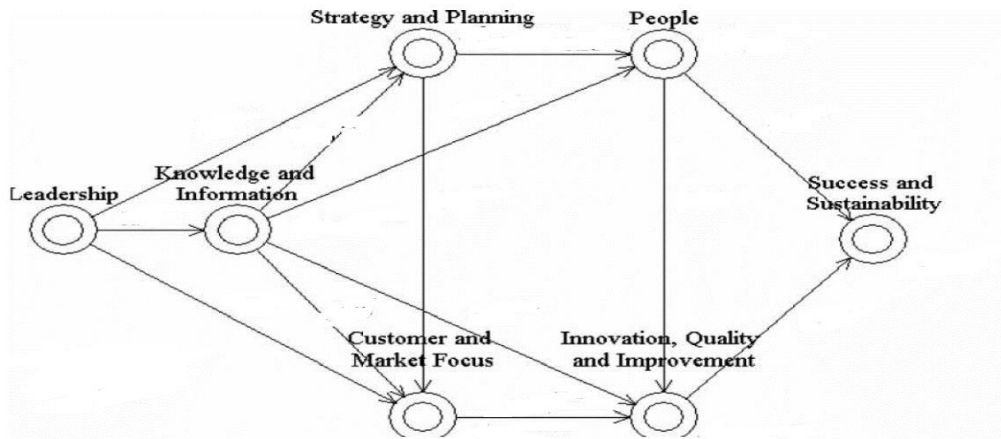 Strategy and Planning
People
Knowledge and
Information
Leadership
Success and
Sustainability
Customer and
Market Focus
Innovation, Quality
and Improvement